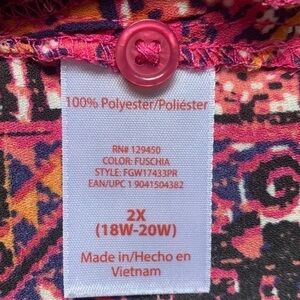 100% Polyester/Poliéster
RN# 129450
COLOR: FUSCHIA
STYLE: FGW17433PR
EAN/UPC 1 9041504382
2X
(18W-20W)
Made in/Hecho en
Vietnam